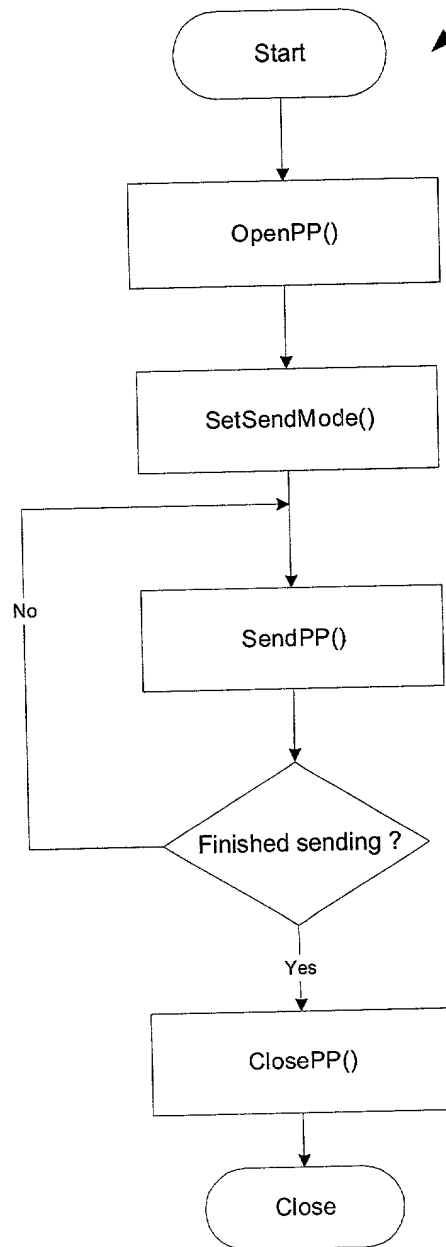 Start
OpenPP()
SetSendMode()
No
SendPP()
Finished sending ?
Yes
ClosePP()
Close